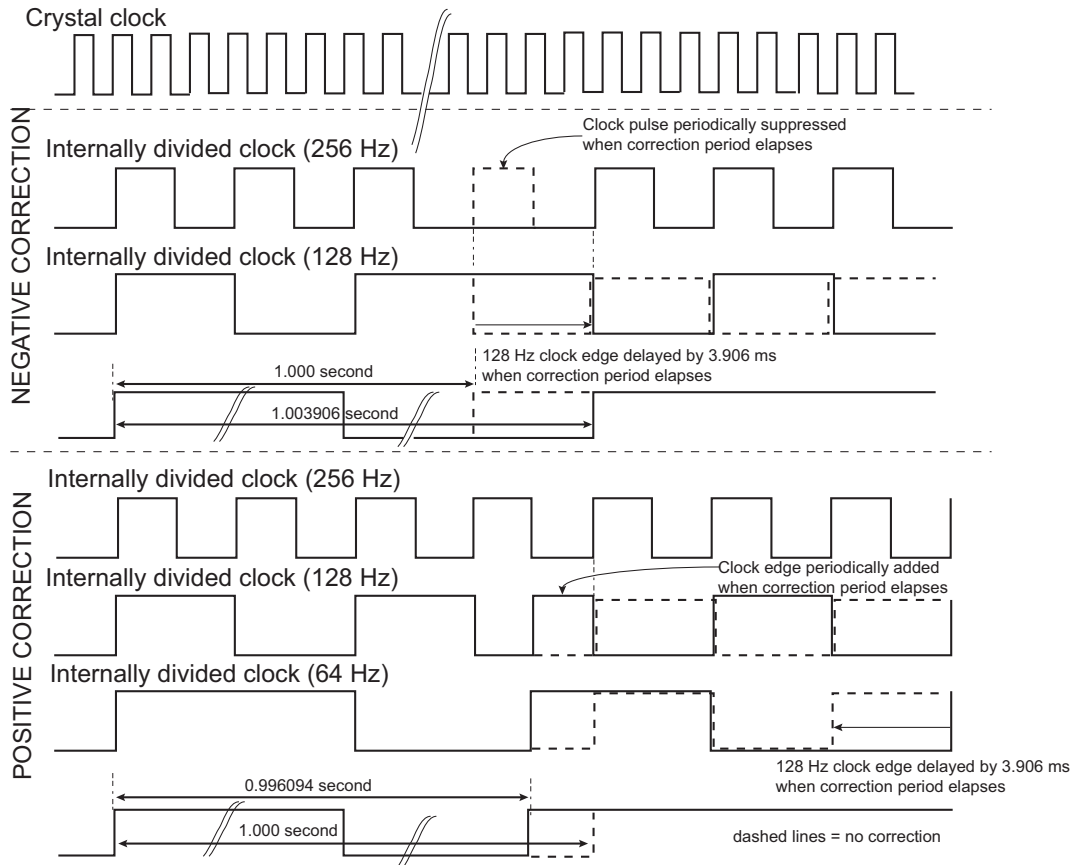 Crystal clock
NEGATIVE CORRECTION
Clock pulse periodically suppressed
when correction period elapses
Internally divided clock (256 Hz)
Internally divided clock (128 Hz)
128 Hz clock edge delayed by 3.906 ms
when correction period elapses
1.000 second
1.003906 second
POSITIVE CORRECTION
Internally divided clock (256 Hz)
Internally divided clock (128 Hz)
Clock edge periodically added
when correction period elapses
Internally divided clock (64 Hz)
128 Hz clock edge delayed by 3.906 ms
when correction period elapses
0.996094 second
1.000 second
dashed lines = no correction